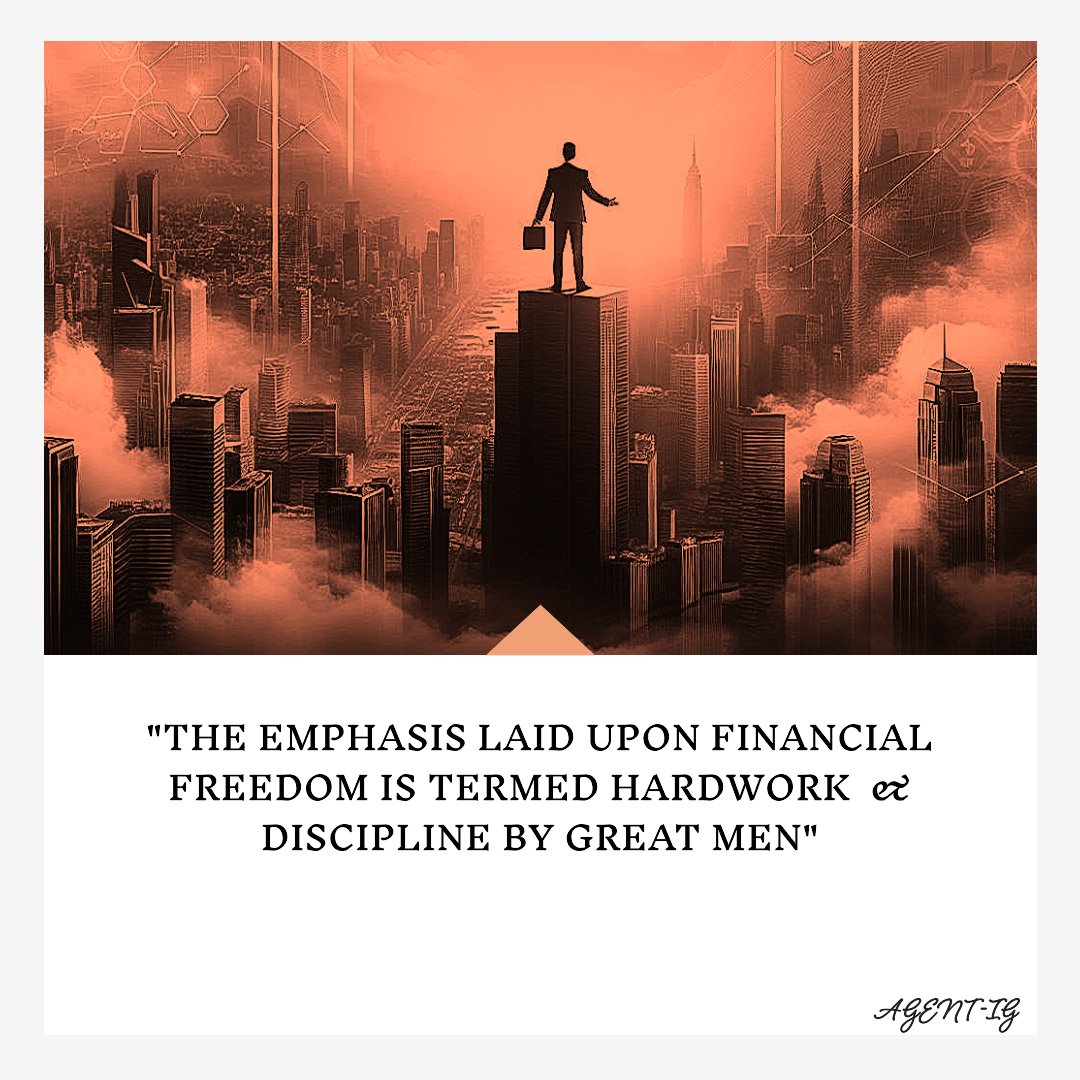 "THE EMPHASIS LAID UPON FINANCIAL
FREEDOM IS TERMED HARDWORK &
DISCIPLINE BY GREAT MEN"
AGENT-IG